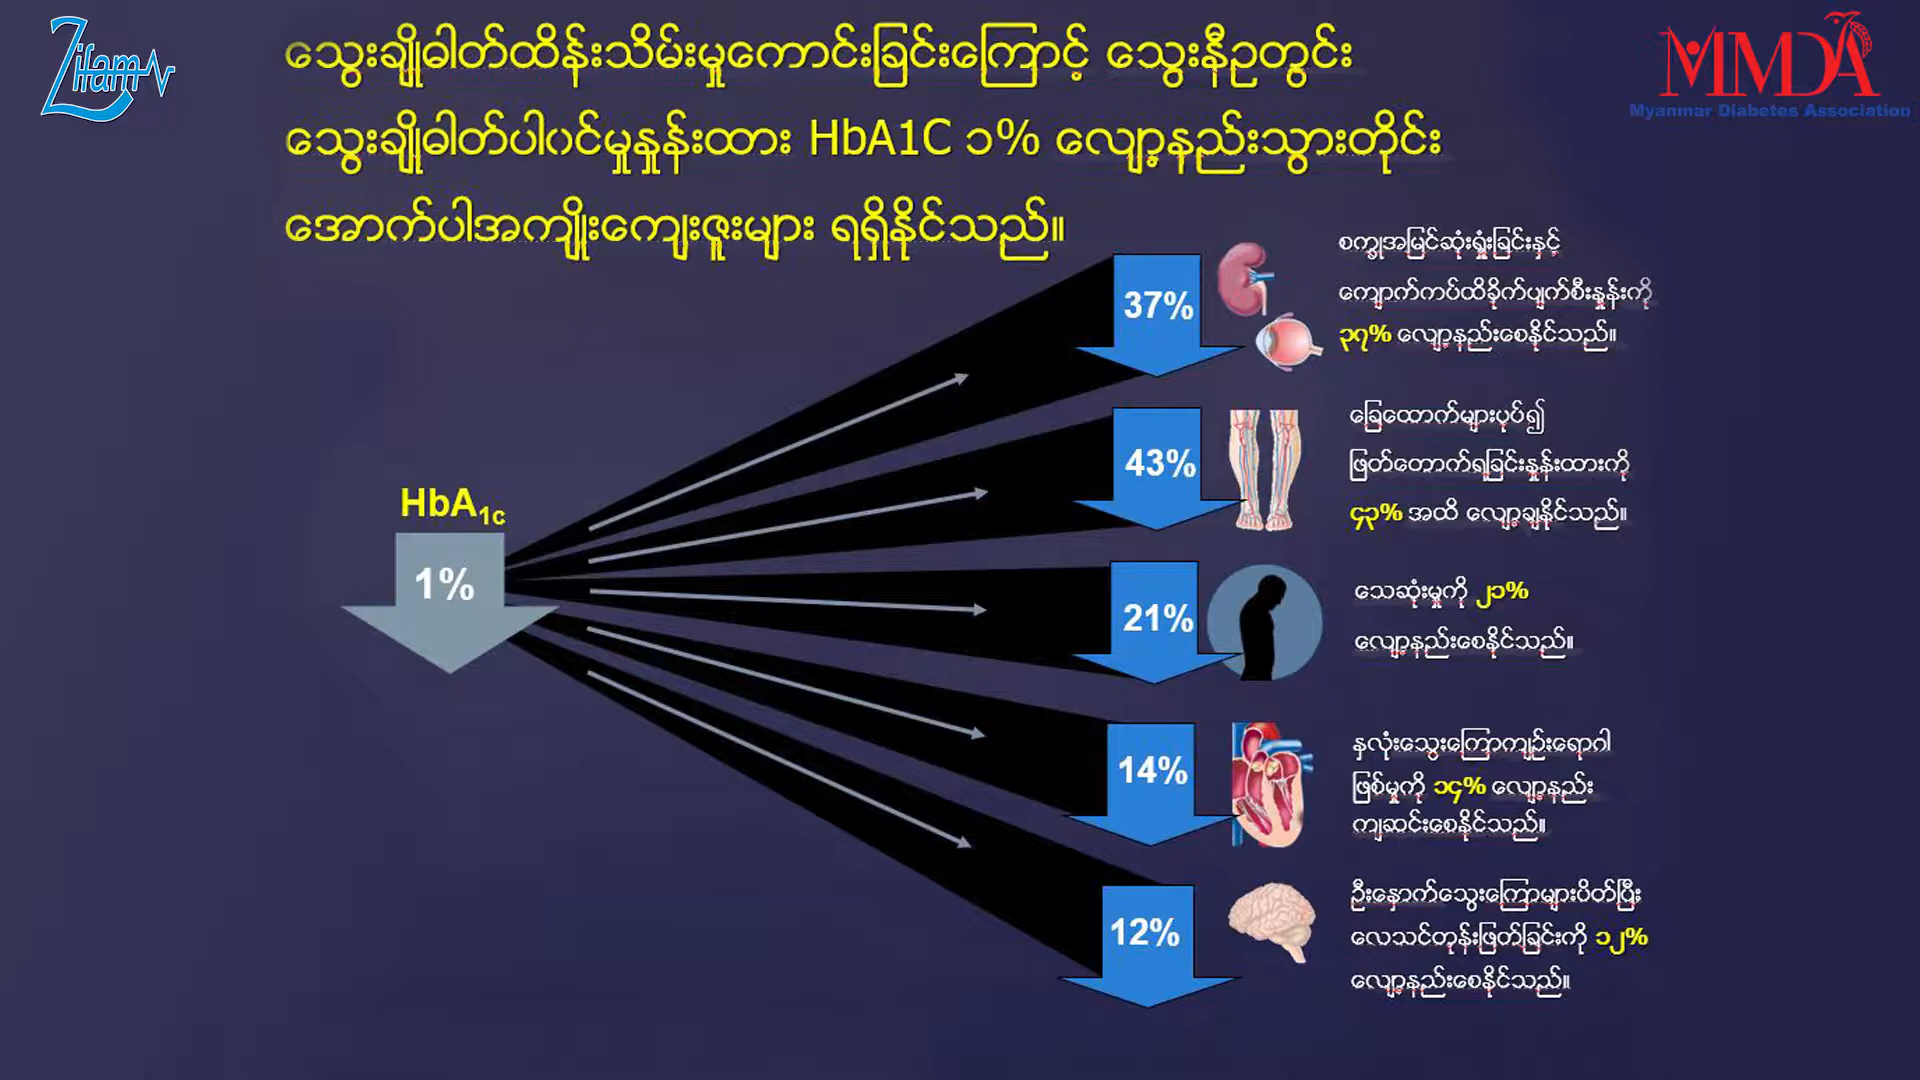 Zifam
MMDA
Myanmar Diabetes Association
သွေးချိုဓါတ်ထိန်းသိမ်းမှုကောင်းခြင်းကြောင့် သွေးနီဥတွင်း
သွေးချိုဓါတ်ပါဝင်မှုနှုန်းထား HbA1C ၁% လျော့နည်းသွားတိုင်း
အောက်ပါအကျိုးကျေးဇူးများ ရရှိနိုင်သည်။
HbA1c
1%
37%
စက္ခုအမြင်ဆုံးရှုံးခြင်းနှင့်
ကျောက်ကပ်ထိခိုက်ပျက်စီးနှုန်းကို
၃၇% လျော့နည်းစေနိုင်သည်။
43%
ခြေထောက်များပုပ်၍
ဖြတ်တောက်ရခြင်းနှုန်းထားကို
၄၃% အထိ လျော့ချနိုင်သည်။
21%
သေဆုံးမှုကို ၂၁%
လျော့နည်းစေနိုင်သည်။
14%
နှလုံးသွေးကြောကျဉ်းရောဂါ
ဖြစ်မှုကို ၁၄% လျော့နည်း
ကျဆင်းစေနိုင်သည်။
12%
ဦးနှောက်သွေးကြောများပိတ်ပြီး
လေသင်တုန်းဖြတ်ခြင်းကို ၁၂%
လျော့နည်းစေနိုင်သည်။